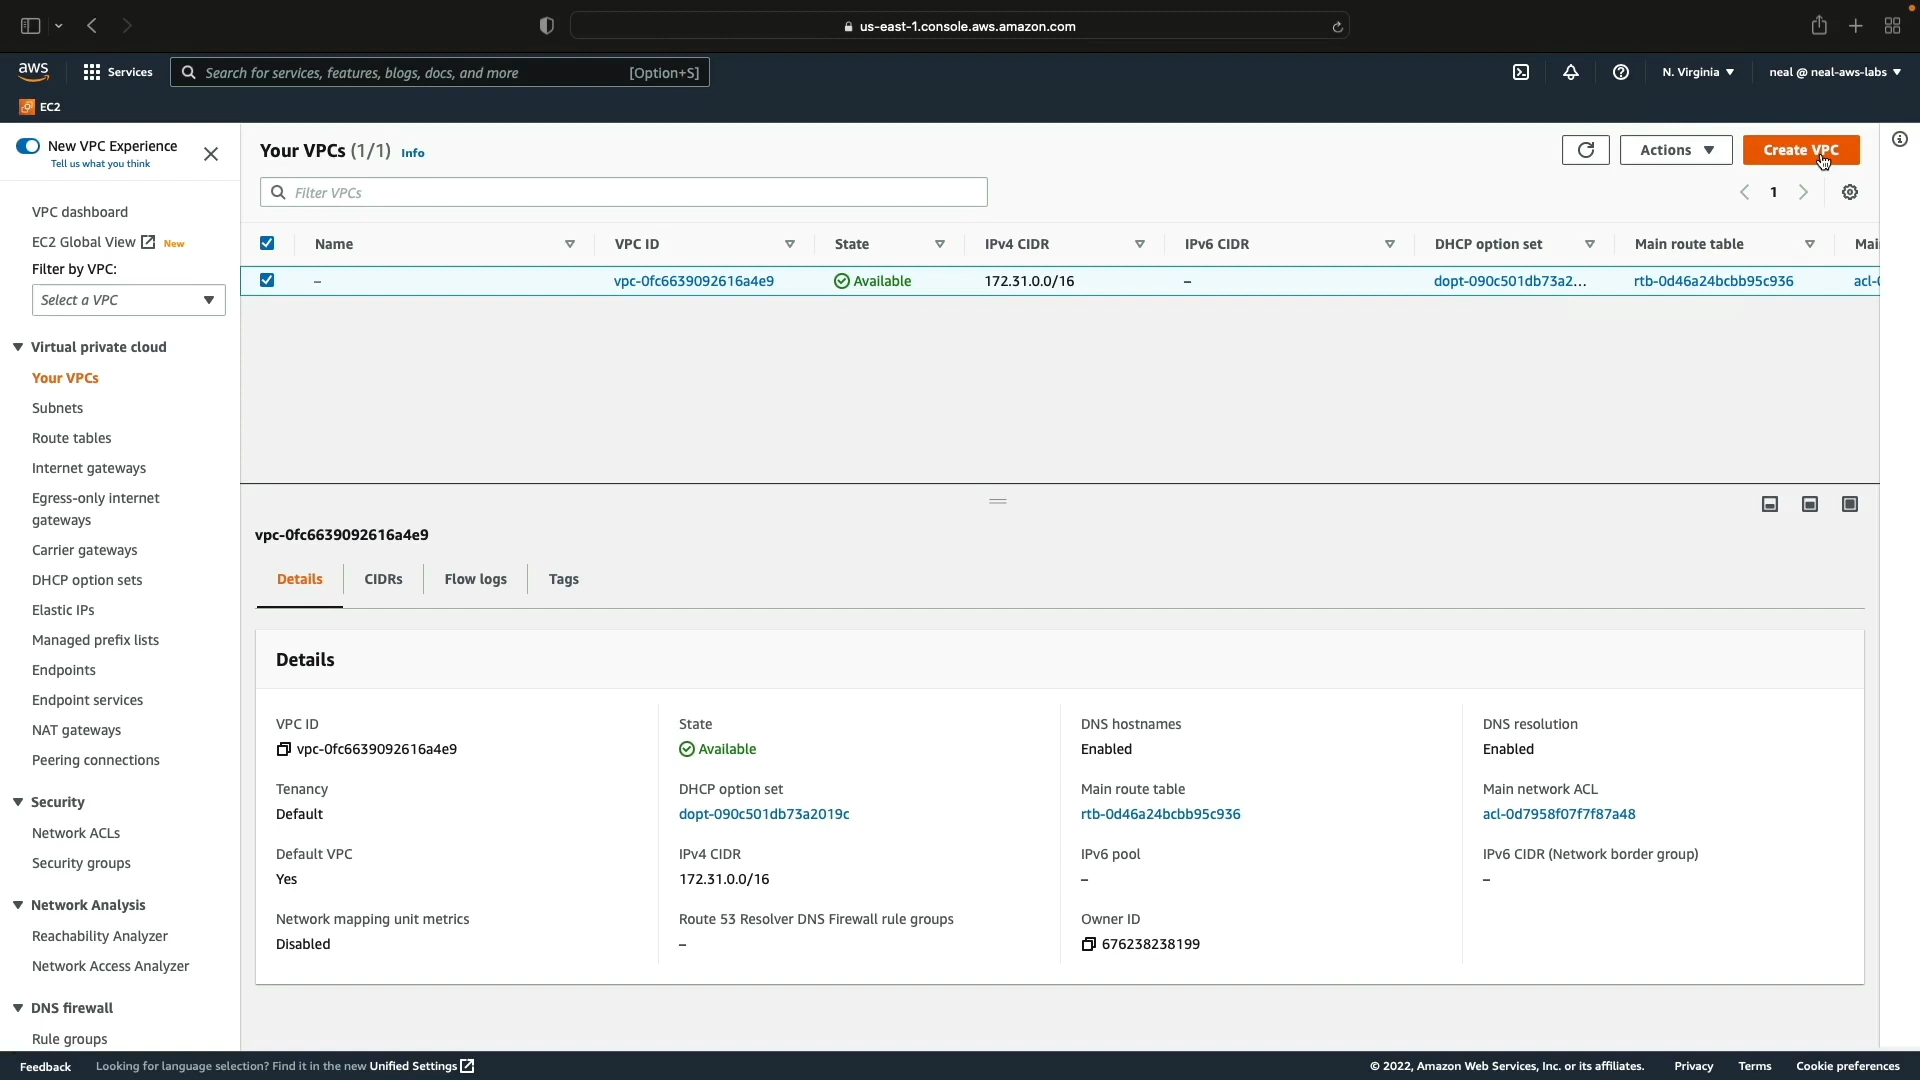 us-east-1.console.aws.amazon.com
aws
Services
Search for services, features, blogs, docs, and more
[Option+S]
N. Virginia
neal @ neal-aws-labs
EC2
New VPC Experience
Tell us what you think
VPC dashboard
EC2 Global View New
Filter by VPC:
Select a VPC
Virtual private cloud
Your VPCs
Subnets
Route tables
Internet gateways
Egress-only internet
gateways
Carrier gateways
DHCP option sets
Elastic IPs
Managed prefix lists
Endpoints
Endpoint services
NAT gateways
Peering connections
Security
Network ACLs
Security groups
Network Analysis
Reachability Analyzer
Network Access Analyzer
DNS firewall
Rule groups
Your VPCs (1/1) Info
Actions
Create VPC
Filter VPCs
1
Name VPC ID State IPv4 CIDR IPv6 CIDR DHCP option set Main route table Mai
– vpc-0fc6639092616a4e9 Available 172.31.0.0/16 – dopt-090c501db73a2... rtb-0d46a24bcbb95c936 acl-0
vpc-0fc6639092616a4e9
Details CIDRs Flow logs Tags
Details
VPC ID
vpc-0fc6639092616a4e9
State
Available
DNS hostnames
Enabled
DNS resolution
Enabled
Tenancy
Default
DHCP option set
dopt-090c501db73a2019c
Main route table
rtb-0d46a24bcbb95c936
Main network ACL
acl-0d7958f07f7f87a48
Default VPC
Yes
IPv4 CIDR
172.31.0.0/16
IPv6 pool
–
IPv6 CIDR (Network border group)
–
Network mapping unit metrics
Disabled
Route 53 Resolver DNS Firewall rule groups
–
Owner ID
676238238199
Feedback
Looking for language selection? Find it in the new Unified Settings
© 2022, Amazon Web Services, Inc. or its affiliates.
Privacy
Terms
Cookie preferences